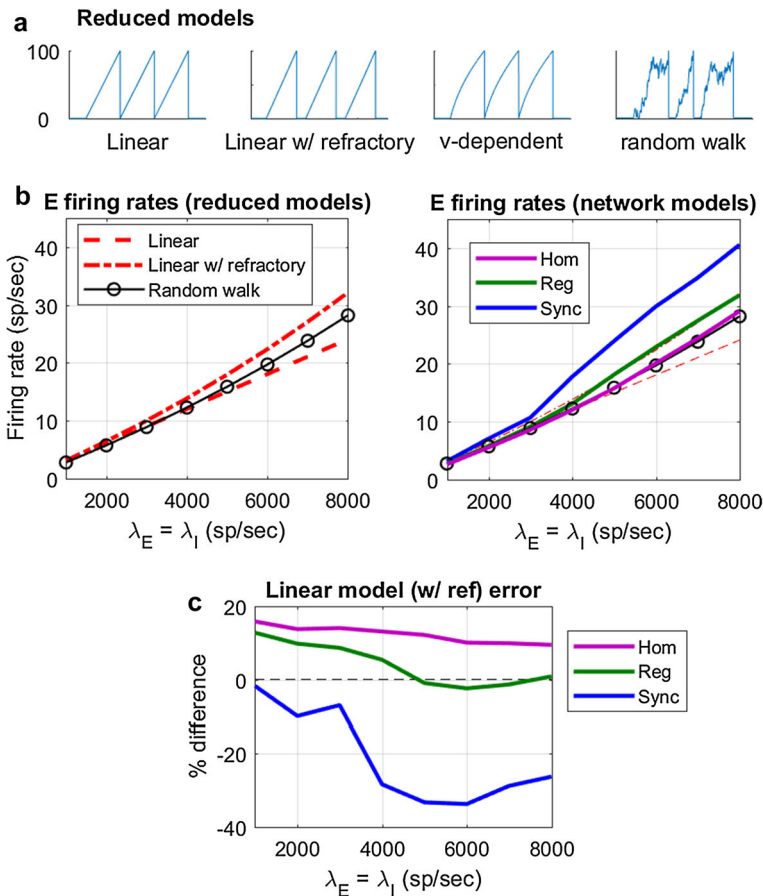 a Reduced models
100
0
Linear
Linear w/ refractory
v-dependent
random walk
b
E firing rates (reduced models)
Firing rate (sp/sec)
40
30
20
10
0
Linear
Linear w/ refractory
Random walk
2000 4000 6000 8000
λE = λI (sp/sec)
E firing rates (network models)
40
30
20
10
0
Hom
Reg
Sync
2000 4000 6000 8000
λE = λI (sp/sec)
c
Linear model (w/ ref) error
% difference
20
0
-20
-40
2000 4000 6000 8000
λE = λI (sp/sec)
Hom
Reg
Sync